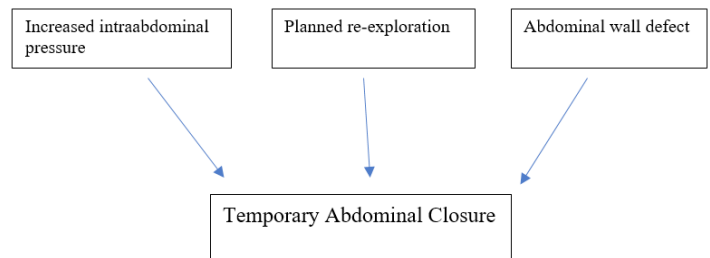 Increased intraabdominal
pressure
Planned re-exploration
Abdominal wall defect
Temporary Abdominal Closure